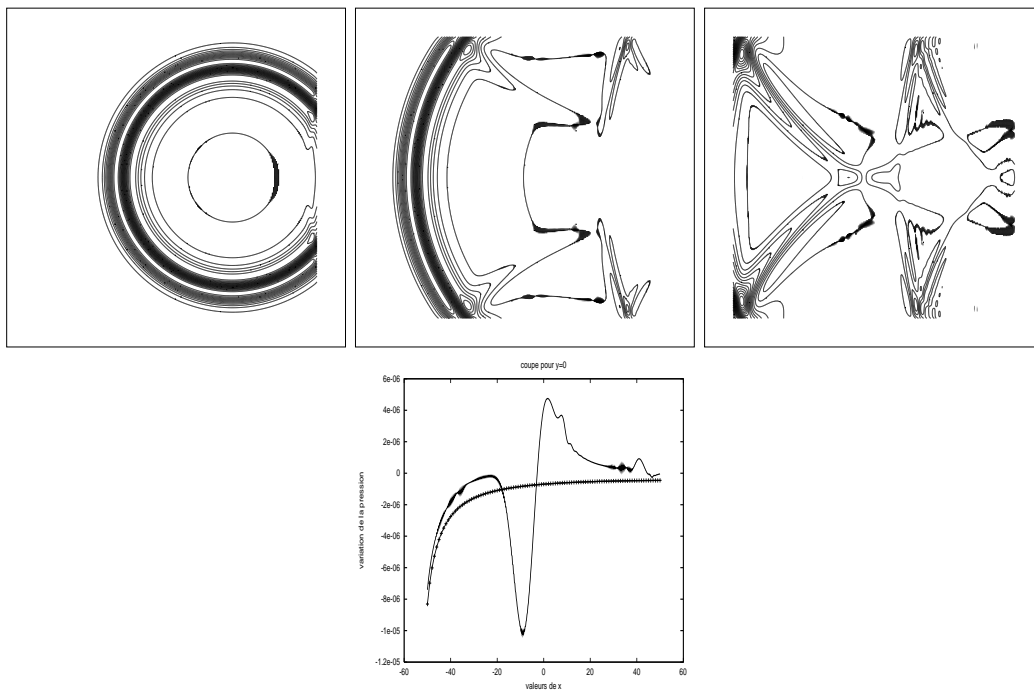 coupe pour y=0
6e-06
4e-06
2e-06
0
-2e-06
-4e-06
-6e-06
-8e-06
-1e-05
-1.2e-05
variation de la pression
-60 -40 -20 0 20 40 60
valeurs de x